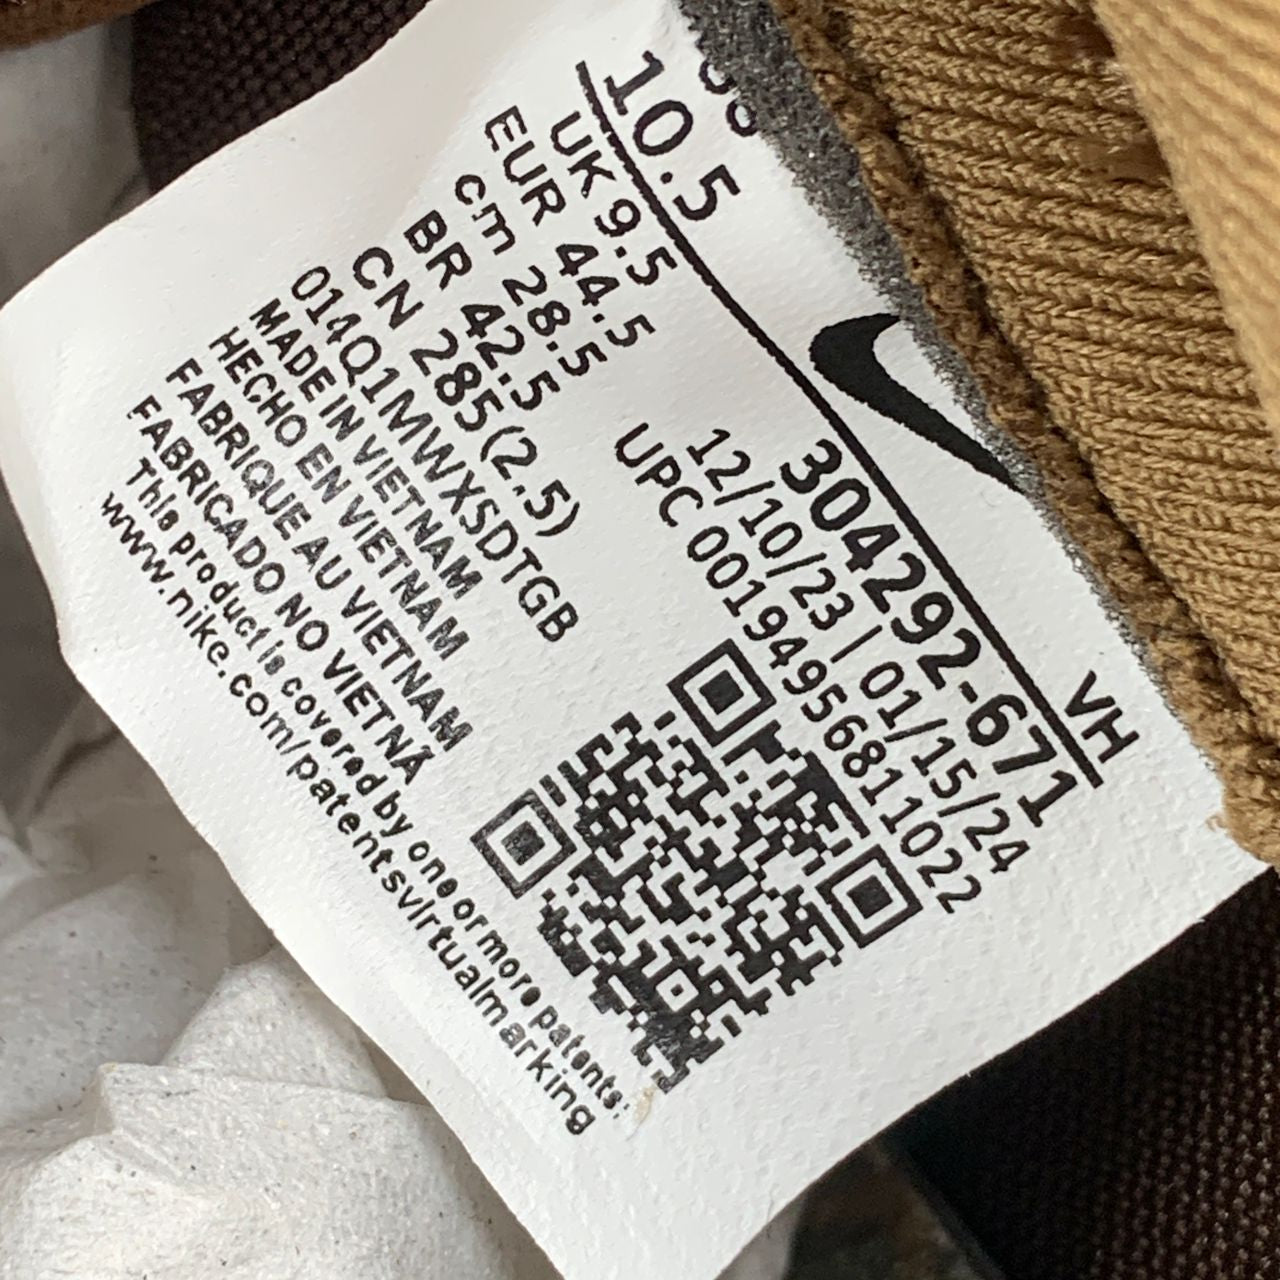 10.5
UK 9.5
EUR 44.5
cm 28.5
BR 42.5
CN 285(2.5)
014Q1MWXSDTGB
MADE IN VIETNAM
HECHO EN VIETNAM
FABRIQUE AU VIETNAM
FABRICADO NO VIETNÃ
This product is covered by one or more patents:
www.nike.com/patentsvirtualmarking
VH
304292-671
12/10/23 | 01/15/24
UPC 00194956811022